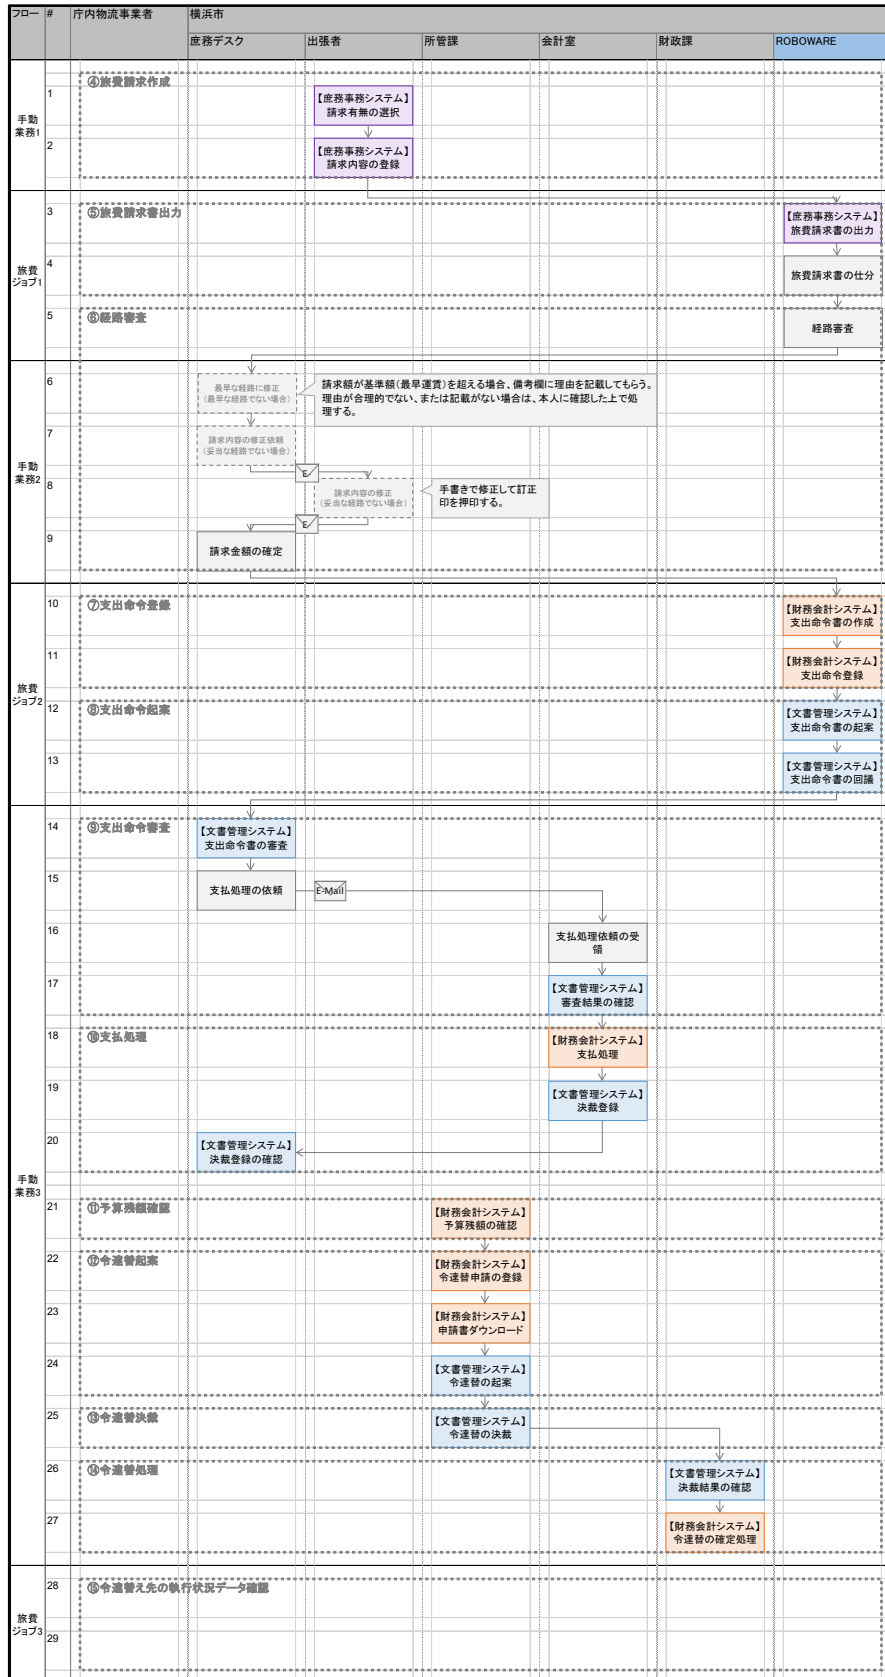 フロー
#
庁内物流事業者
横浜市
庶務デスク
出張者
所管課
会計室
財政課
ROBOWARE
手動
業務1
④旅費請求作成
1
【庶務事務システム】
請求有無の選択
2
【庶務事務システム】
請求内容の登録
旅費
ジョブ1
3
⑤旅費請求書出力
【庶務事務システム】
旅費請求書の出力
4
旅費請求書の仕分
5
⑥経路審査
経路審査
手動
業務2
6
最早な経路に修正
(最早な経路でない場合)
請求額が基準額(最早運賃)を超える場合、備考欄に理由を記載してもらう。
理由が合理的でない、または記載がない場合は、本人に確認した上で処
理する。
7
請求内容の修正依頼
(妥当な経路でない場合)
E-
8
請求内容の修正
(妥当な経路でない場合)
手書きで修正して訂正
印を押印する。
E-
9
請求金額の確定
旅費
ジョブ2
10
⑦支出命令登録
【財務会計システム】
支出命令書の作成
11
【財務会計システム】
支出命令登録
12
⑧支出命令起案
【文書管理システム】
支出命令書の起案
13
【文書管理システム】
支出命令書の回議
手動
業務3
14
⑨支出命令審査
【文書管理システム】
支出命令書の審査
15
支払処理の依頼
E-Mail
16
支払処理依頼の受
領
17
【文書管理システム】
審査結果の確認
18
⑩支払処理
【財務会計システム】
支払処理
19
【文書管理システム】
決裁登録
20
【文書管理システム】
決裁登録の確認
21
⑪予算残額確認
【財務会計システム】
予算残額の確認
22
⑫令達替起案
【財務会計システム】
令達替申請の登録
23
【財務会計システム】
申請書ダウンロード
24
【文書管理システム】
令達替の起案
25
⑬令達替決裁
【文書管理システム】
令達替の決裁
26
⑭令達替処理
【文書管理システム】
決裁結果の確認
27
【財務会計システム】
令達替の確定処理
旅費
ジョブ3
28
⑮令達替え先の執行状況データ確認
29